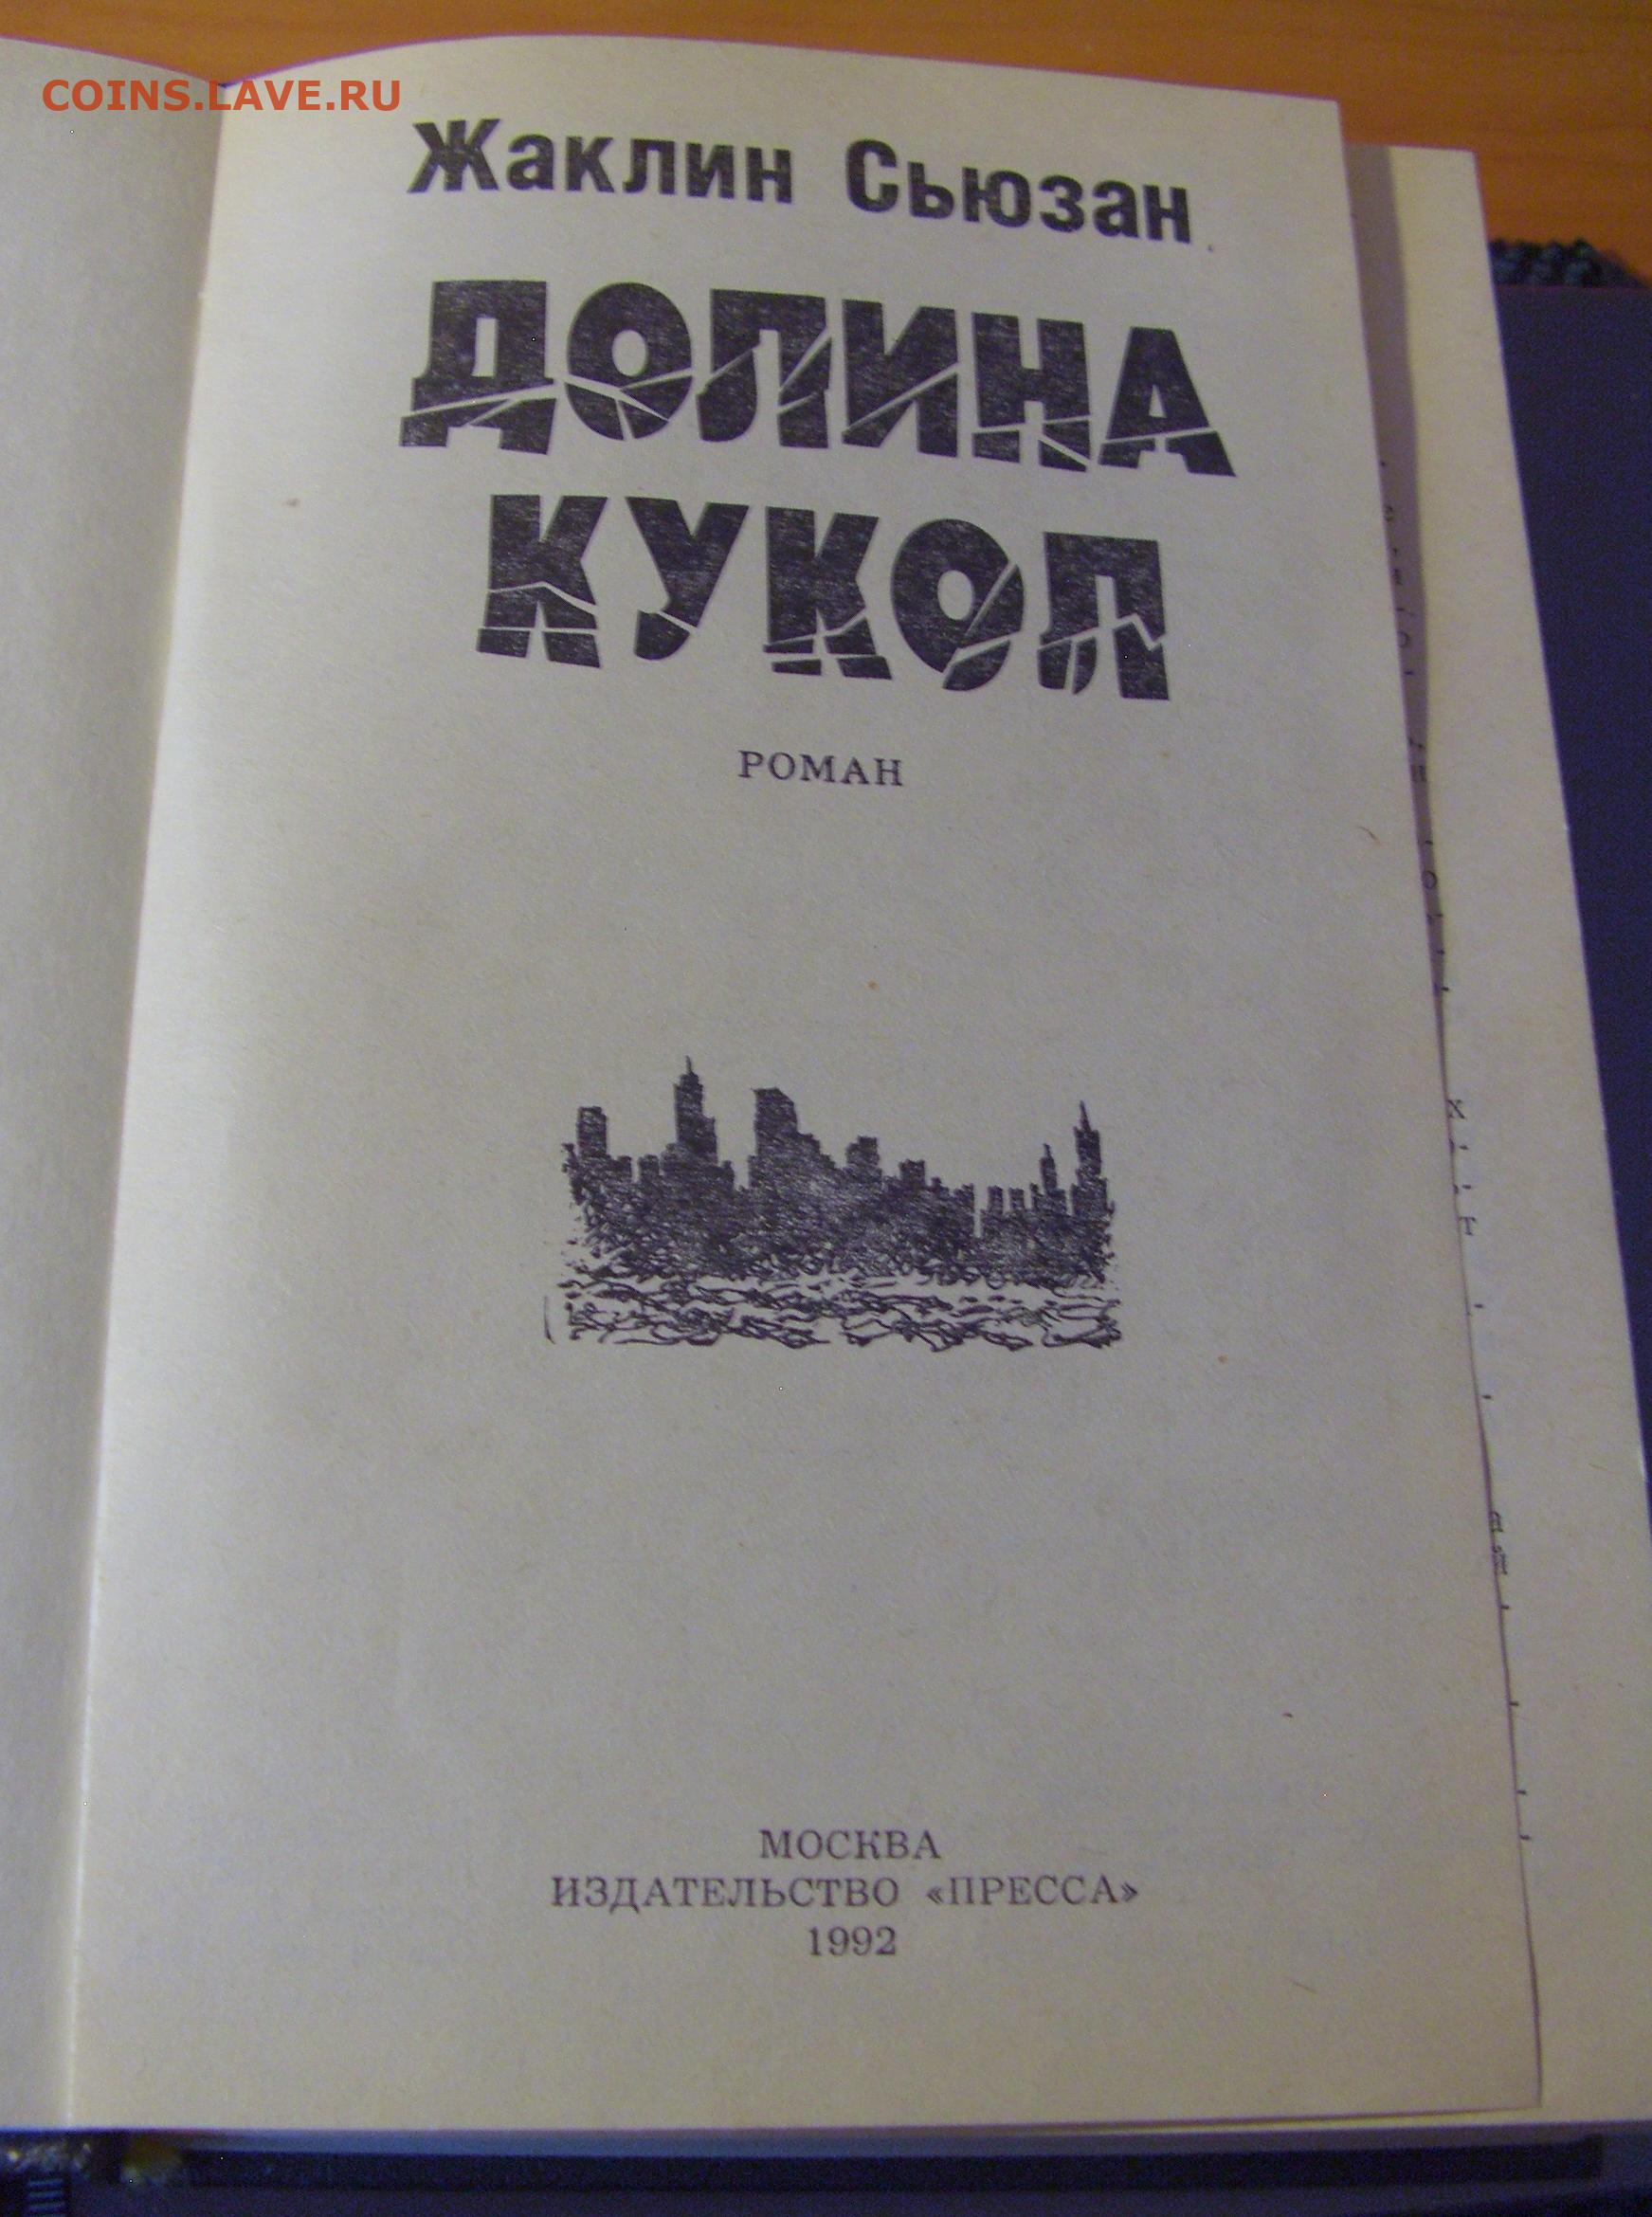 COINS.LAVE.RU
Жаклин Сьюзан
ДОЛИНА
КУКОЛ
РОМАН
МОСКВА
ИЗДАТЕЛЬСТВО «ПРЕССА»
1992